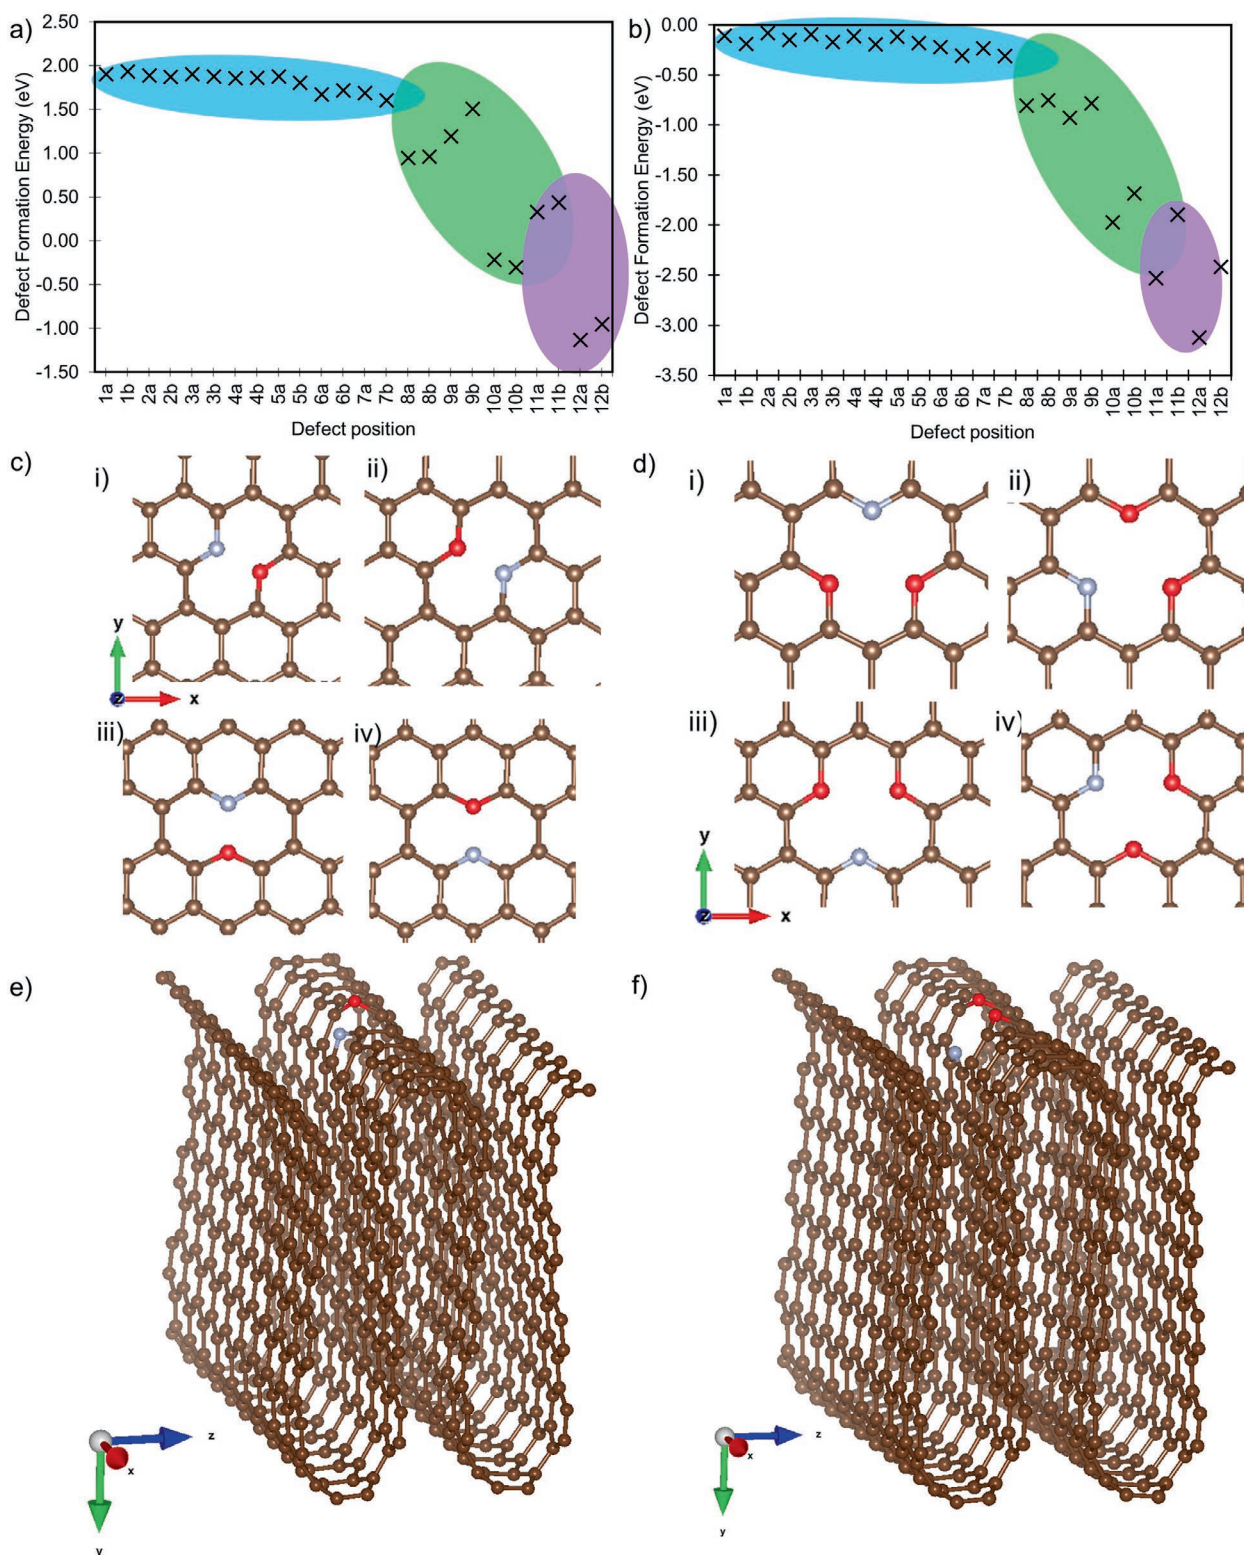 a)
Defect Formation Energy (eV)
2.50
2.00
1.50
1.00
0.50
0.00
-0.50
-1.00
-1.50
1a 1b 2a 2b 3a 3b 4a 4b 5a 5b 6a 6b 7a 7b 8a 8b 9a 9b 10a 10b 11a 11b 12a 12b
Defect position
b)
Defect Formation Energy (eV)
0.00
-0.50
-1.00
-1.50
-2.00
-2.50
-3.00
-3.50
1a 1b 2a 2b 3a 3b 4a 4b 5a 5b 6a 6b 7a 7b 8a 8b 9a 9b 10a 10b 11a 11b 12a 12b
Defect position
c)
i)
ii)
y
z
x
iii)
iv)
d)
i)
ii)
iii)
iv)
y
z
x
e)
z
x
y
f)
z
x
y